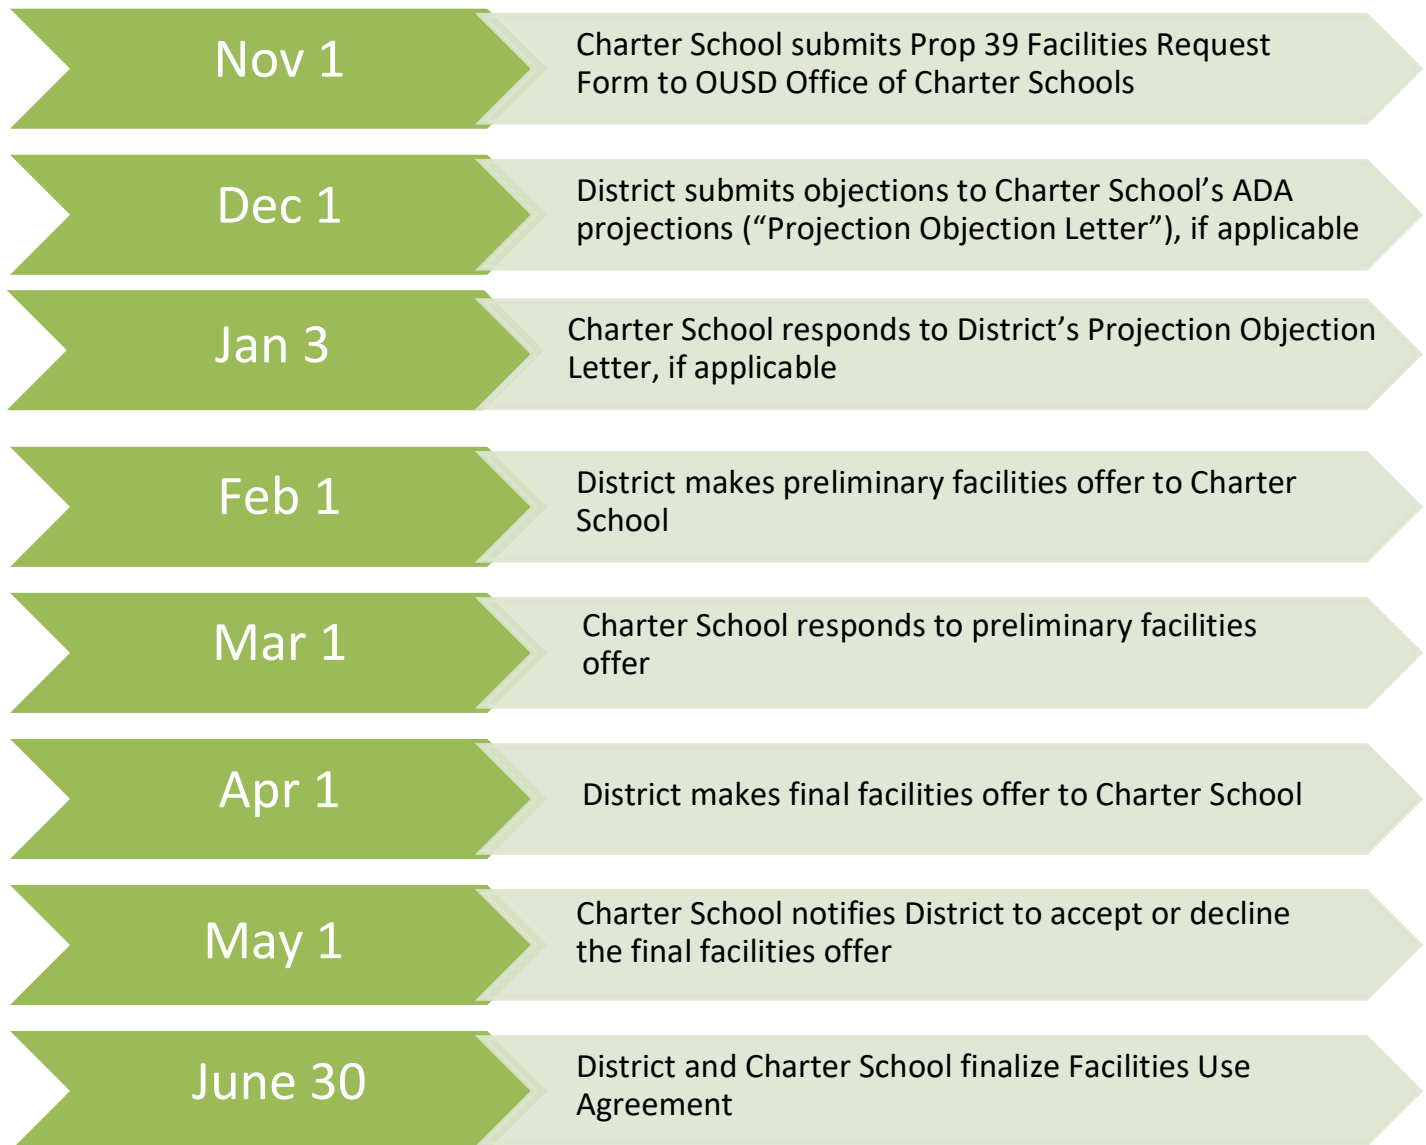 Nov 1
Charter School submits Prop 39 Facilities Request
Form to OUSD Office of Charter Schools
Dec 1
District submits objections to Charter School’s ADA
projections (“Projection Objection Letter”), if applicable
Jan 3
Charter School responds to District’s Projection Objection
Letter, if applicable
Feb 1
District makes preliminary facilities offer to Charter
School
Mar 1
Charter School responds to preliminary facilities
offer
Apr 1
District makes final facilities offer to Charter School
May 1
Charter School notifies District to accept or decline
the final facilities offer
June 30
District and Charter School finalize Facilities Use
Agreement